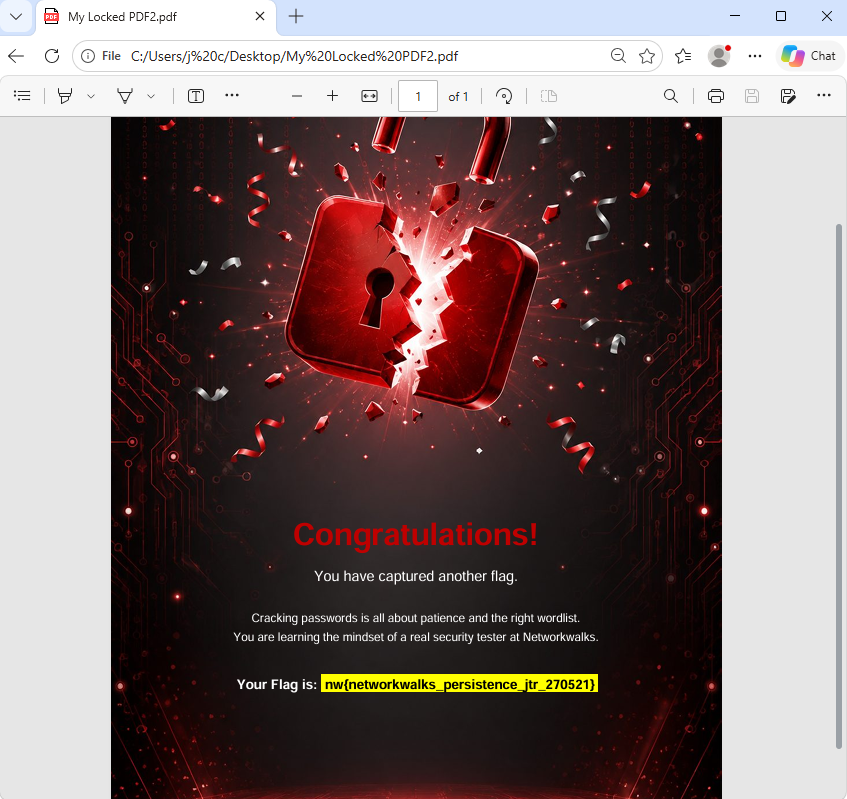 My Locked PDF2.pdf
File C:/Users/j%20c/Desktop/My%20Locked%20PDF2.pdf
Chat
1 of 1
Congratulations!
You have captured another flag.
Cracking passwords is all about patience and the right wordlist.
You are learning the mindset of a real security tester at Networkwalks.
Your Flag is: nw{networkwalks_persistence_jtr_270521}